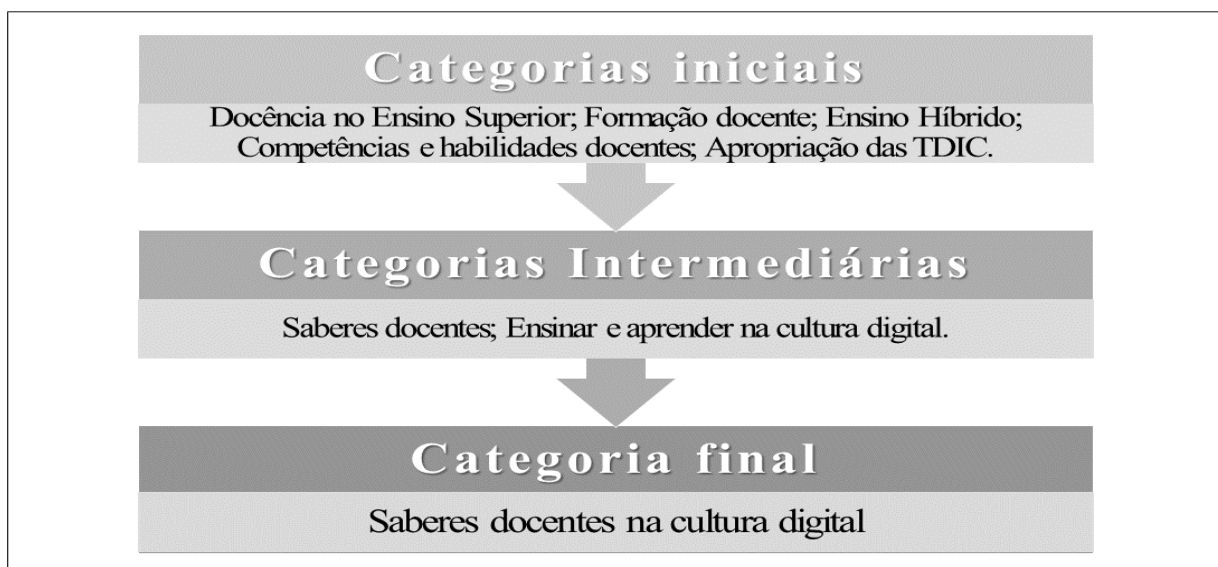 Categorias iniciais
Docência no Ensino Superior; Formação docente; Ensino Híbrido;
Competências e habilidades docentes; Apropriação das TDIC.
Categorias Intermediárias
Saberes docentes; Ensinar e aprender na cultura digital.
Categoria final
Saberes docentes na cultura digital